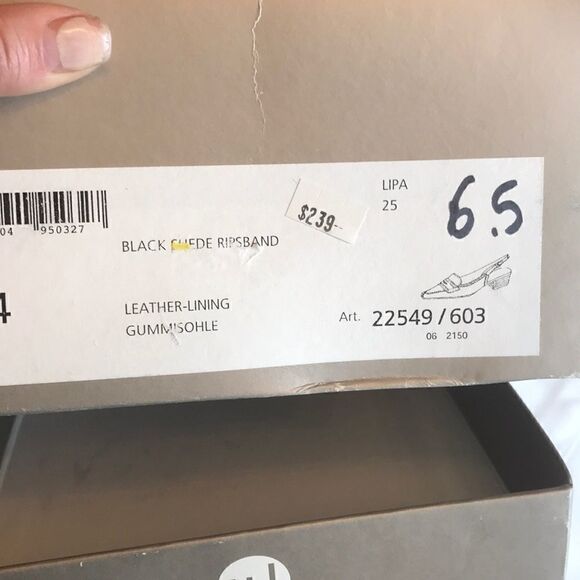 LIPA
25
6.5
$239-
04 950327
BLACK SUEDE RIPSBAND
4
LEATHER-LINING
GUMMISOHLE
Art. 22549/603
06 2150